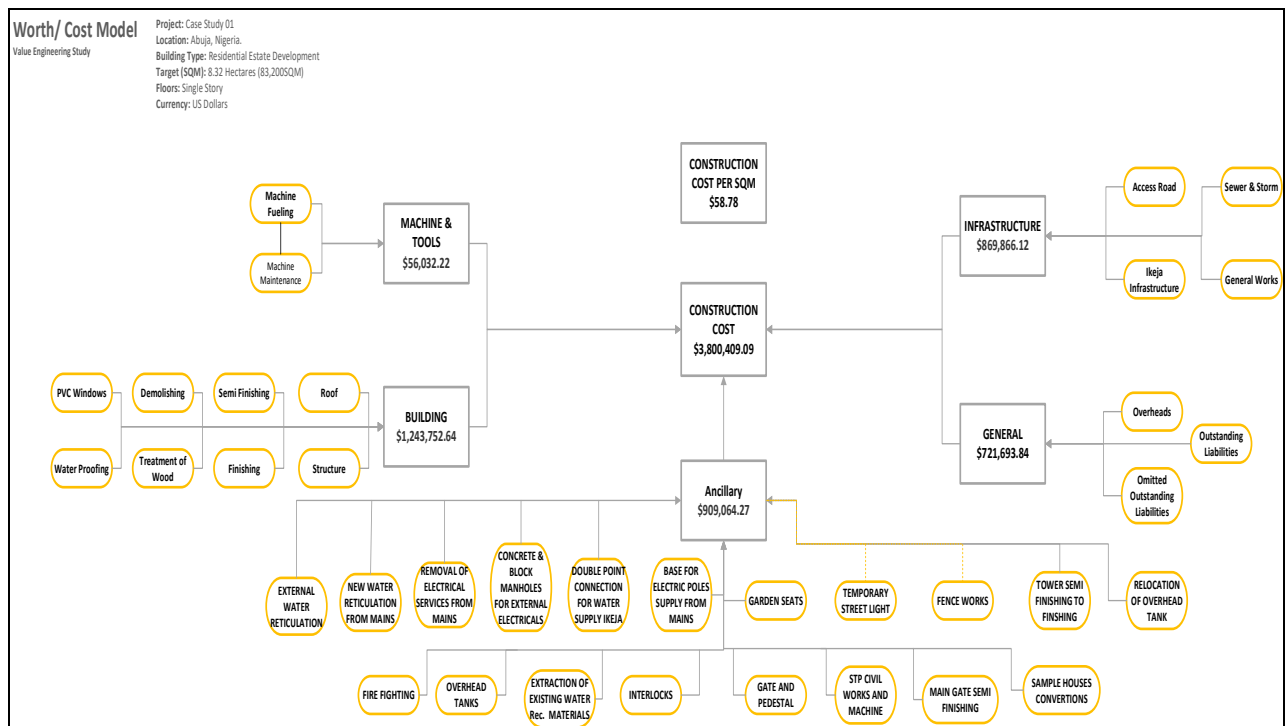 Worth/ Cost Model
Value Engineering Study
Project: Case Study 01
Location: Abuja, Nigeria.
Building Type: Residential Estate Development
Target (SQM): 8.32 Hectares (83,200SQM)
Floors: Single Story
Currency: US Dollars
CONSTRUCTION
COST PER SQM
$58.78
Machine
Fueling
Machine
Maintenance
MACHINE &
TOOLS
$56,032.22
INFRASTRUCTURE
$869,866.12
Access Road
Sewer & Storm
Ikeja
Infrastructure
General Works
CONSTRUCTION
COST
$3,800,409.09
PVC Windows
Demolishing
Semi Finishing
Roof
Water Proofing
Treatment of
Wood
Finishing
Structure
BUILDING
$1,243,752.64
GENERAL
$721,693.84
Overheads
Outstanding
Liabilities
Omitted
Outstanding
Liabilities
Ancillary
$909,064.27
EXTERNAL
WATER
RETICULATION
NEW WATER
RETICULATION
FROM MAINS
REMOVAL OF
ELECTRICAL
SERVICES FROM
MAINS
CONCRETE &
BLOCK
MANHOLES
FOR EXTERNAL
ELECTRICALS
DOUBLE POINT
CONNECTION
FOR WATER
SUPPLY IKEJA
BASE FOR
ELECTRIC POLES
SUPPLY FROM
MAINS
GARDEN SEATS
TEMPORARY
STREET LIGHT
FENCE WORKS
TOWER SEMI
FINISHING TO
FINSHING
RELOCATION
OF OVERHEAD
TANK
FIRE FIGHTING
OVERHEAD
TANKS
EXTRACTION OF
EXISTING WATER
Rec. MATERIALS
INTERLOCKS
GATE AND
PEDESTAL
STP CIVIL
WORKS AND
MACHINE
MAIN GATE SEMI
FINISHING
SAMPLE HOUSES
CONVERTIONS